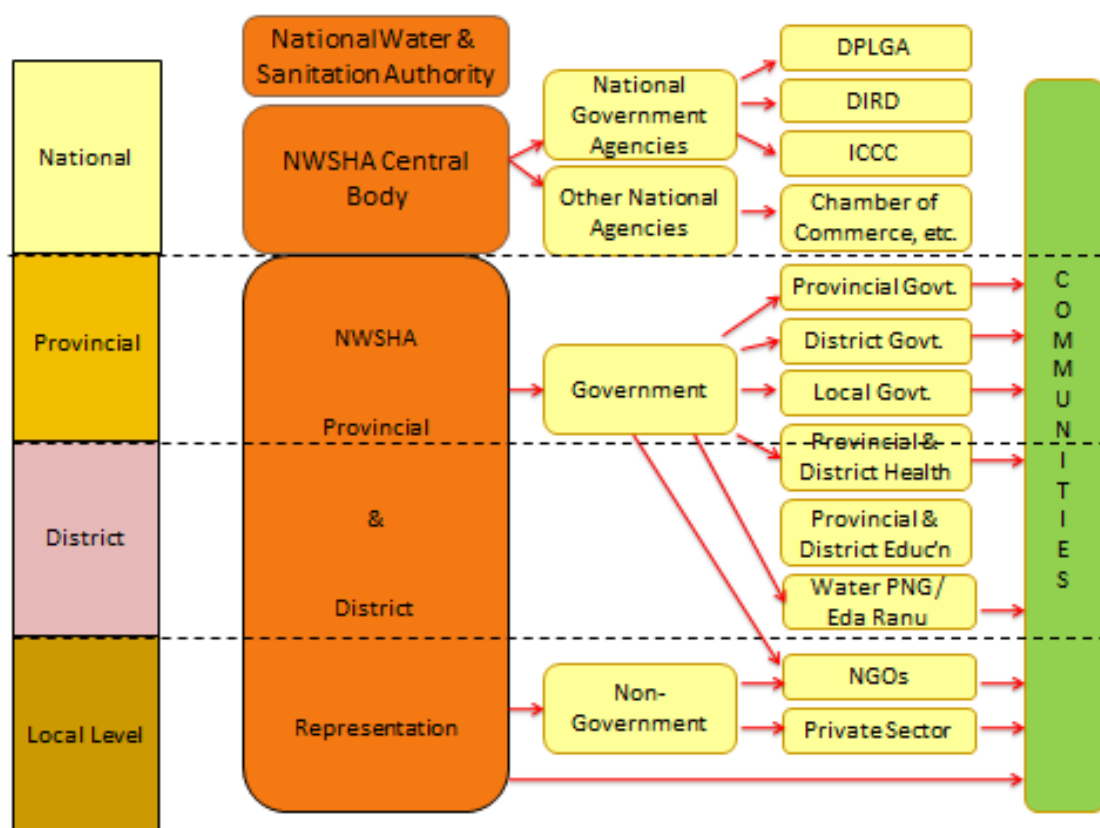 National Water &
Sanitation Authority
NWSHA Central
Body
National
Government
Agencies
Other National
Agencies
DPLGA
DIRD
ICCC
Chamber of
Commerce, etc.
National
Provincial
District
Local Level
NWSHA
Provincial
&
District
Representation
Government
Non-
Government
Provincial Govt.
District Govt.
Local Govt.
Provincial &
District Health
Provincial &
District Educ'n
Water PNG /
Eda Ranu
NGOs
Private Sector
C
O
M
M
U
N
I
T
I
E
S